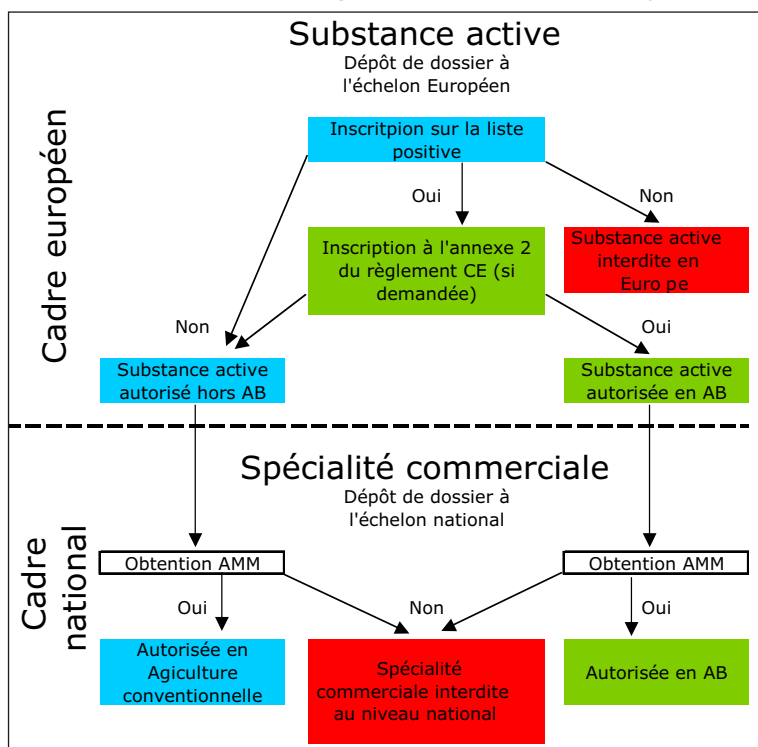 Substance active
Dépôt de dossier à
l'échelon Européen
Cadre européen
Inscritpion sur la liste
positive
Oui
Non
Inscription à l'annexe 2
du règlement CE (si
demandée)
Substance active
interdite en
Euro pe
Non
Oui
Substance active
autorisé hors AB
Substance active
autorisée en AB
Spécialité commerciale
Dépôt de dossier à
l'échelon national
Cadre
national
Obtention AMM
Obtention AMM
Oui
Non
Oui
Autorisée en
Agiculture
conventionnelle
Spécialité
commerciale interdite
au niveau national
Autorisée en AB